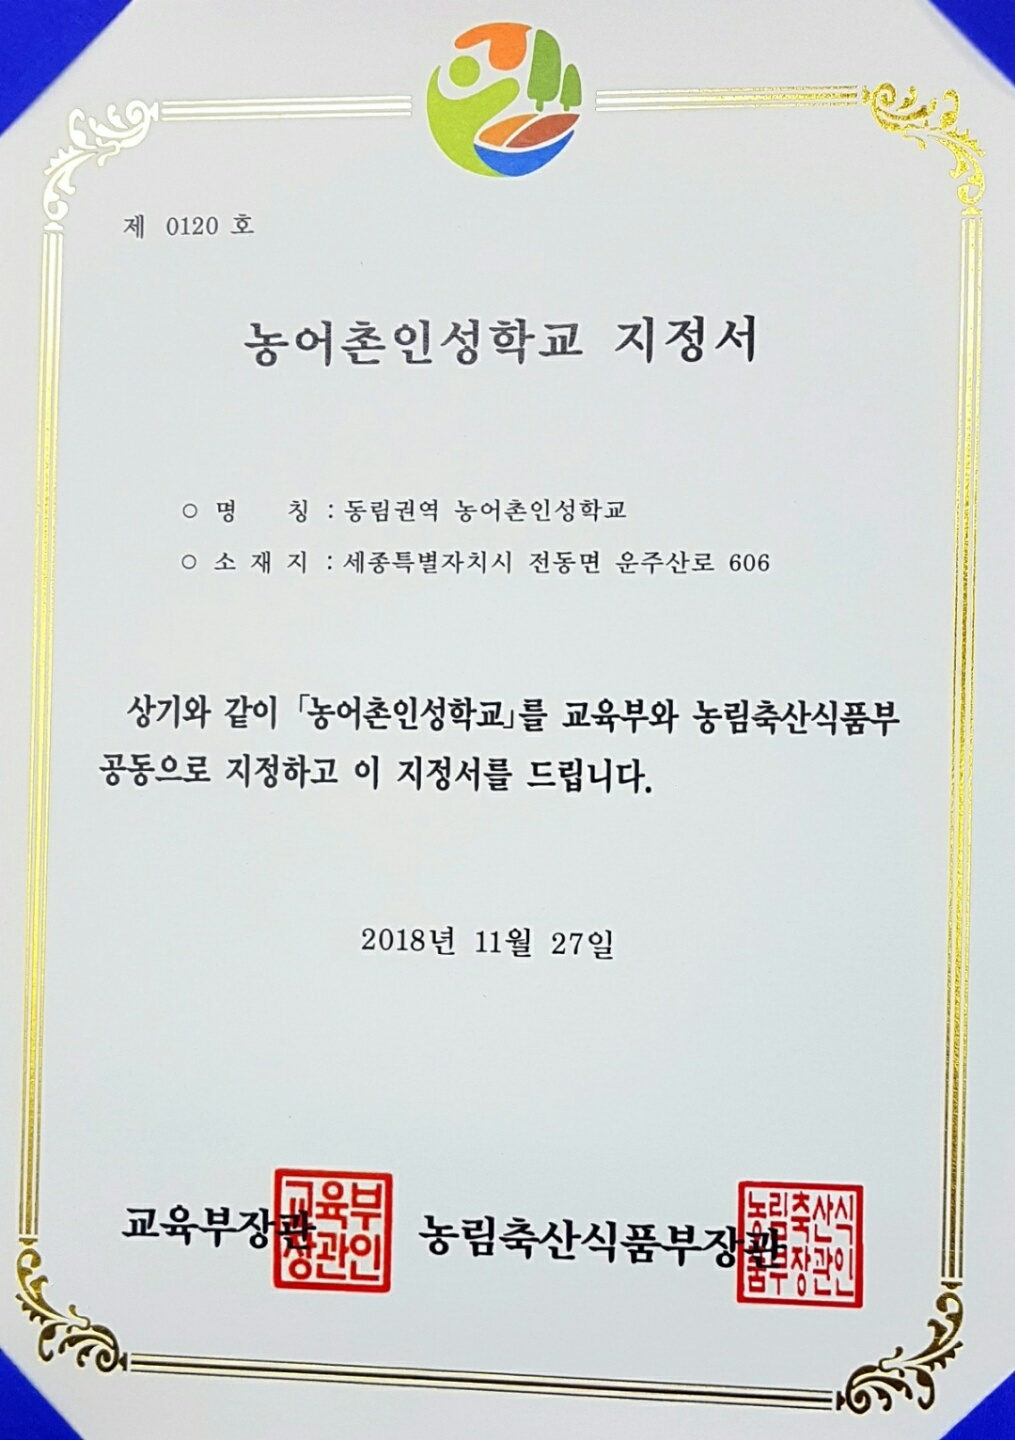 제 0120 호
농어촌인성학교 지정서
○ 명 칭 : 동림권역 농어촌인성학교
○ 소 재 지 : 세종특별자치시 전동면 운주산로 606
상기와 같이 「농어촌인성학교」를 교육부와 농림축산식품부
공동으로 지정하고 이 지정서를 드립니다.
2018년 11월 27일
교육부장관 농림축산식품부장관
교육부
장관인
농림축산식
품부장관인